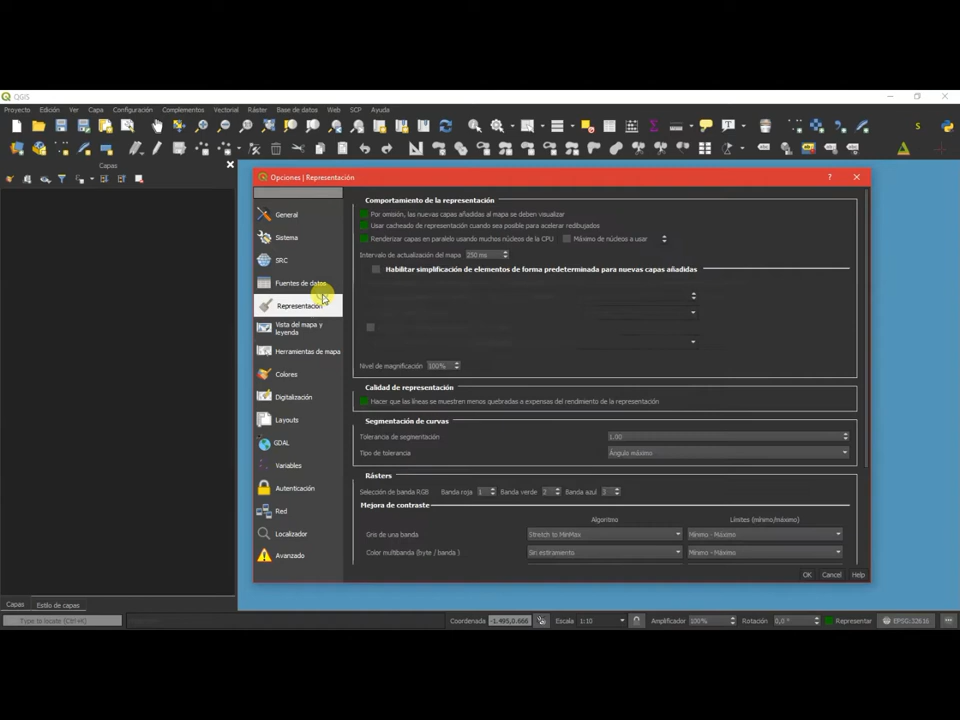 QGIS
Proyecto Edición Ver Capa Configuración Complementos Vectorial Ráster Base de datos Web SCP Ayuda
Capas
Opciones | Representación
General
Sistema
SRC
Fuentes de datos
Representación
Vista del mapa y
leyenda
Herramientas de mapa
Colores
Digitalización
Layouts
GDAL
Variables
Autenticación
Red
Localizador
Avanzado
Comportamiento de la representación
Por omisión, las nuevas capas añadidas al mapa se deben visualizar
Usar cacheado de representación cuando sea posible para acelerar redibujados
Renderizar capas en paralelo usando muchos núcleos de la CPU Máximo de núcleos a usar
Intervalo de actualización del mapa 250 ms
Habilitar simplificación de elementos de forma predeterminada para nuevas capas añadidas
Nivel de magnificación 100%
Calidad de representación
Hacer que las líneas se muestren menos quebradas a expensas del rendimiento de la representación
Segmentación de curvas
Tolerancia de segmentación 1.00
Tipo de tolerancia Ángulo máximo
Rásters
Selección de banda RGB Banda roja 1 Banda verde 2 Banda azul 3
Mejora de contraste
Algoritmo Límites (mínimo/máximo)
Gris de una banda Stretch to MinMax Mínimo - Máximo
Color multibanda (byte / banda ) Sin estiramiento Mínimo - Máximo
OK Cancel Help
Capas Estilo de capas
Type to locate (Ctrl+K) Coordenada -1.495,0.666 Escala 1:10 Amplificador 100% Rotación 0,0 ° Representar EPSG:32616